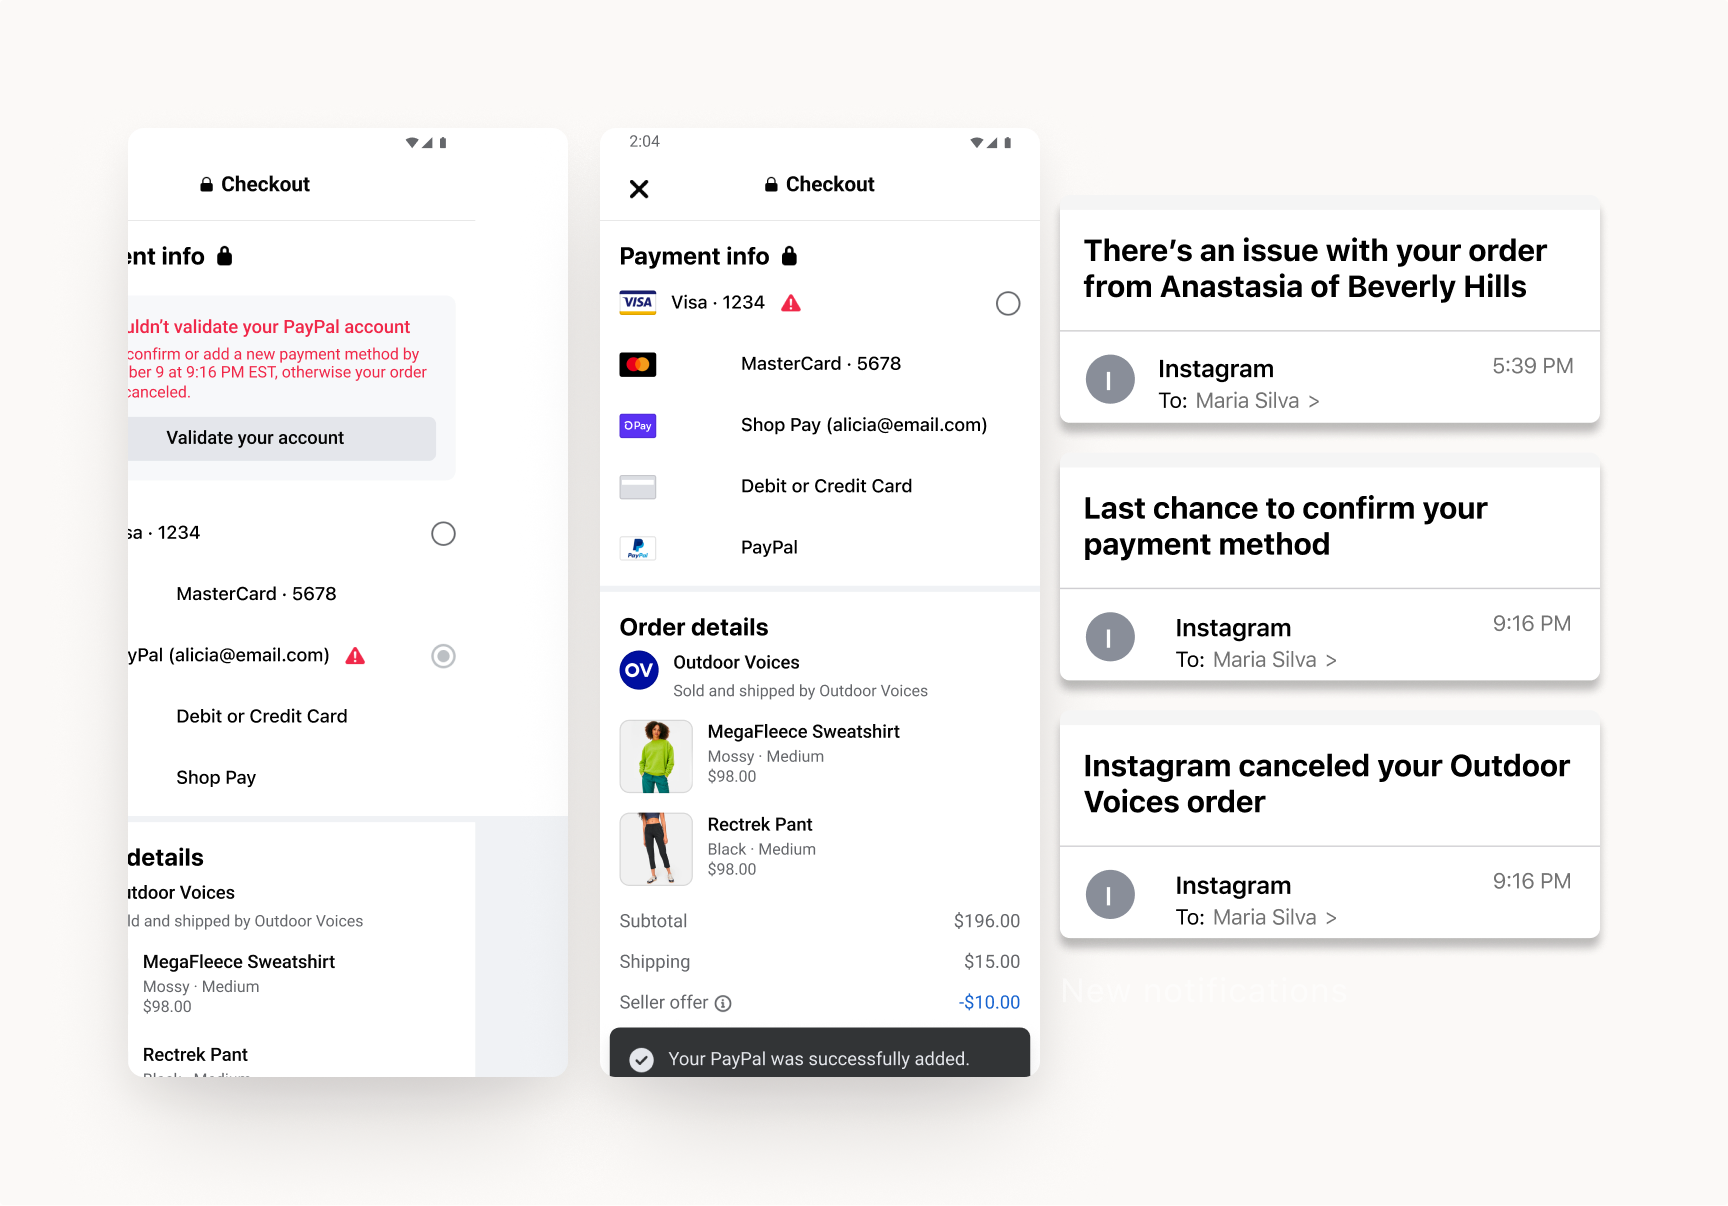 Checkout
ent info
uldn't validate your PayPal account
confirm or add a new payment method by
ber 9 at 9:16 PM EST, otherwise your order
canceled.
Validate your account
sa · 1234
MasterCard · 5678
yPal (alicia@email.com)
Debit or Credit Card
Shop Pay
details
utdoor Voices
ld and shipped by Outdoor Voices
MegaFleece Sweatshirt
Mossy · Medium
$98.00
Rectrek Pant
Black · Medium
2:04
Checkout
Payment info
VISA
Visa · 1234
MasterCard · 5678
Pay
Shop Pay (alicia@email.com)
Debit or Credit Card
PayPal
PayPal
Order details
OV
Outdoor Voices
Sold and shipped by Outdoor Voices
MegaFleece Sweatshirt
Mossy · Medium
$98.00
Rectrek Pant
Black · Medium
$98.00
Subtotal
$196.00
Shipping
$15.00
Seller offer
-$10.00
Your PayPal was successfully added.
There's an issue with your order
from Anastasia of Beverly Hills
I
Instagram
5:39 PM
To: Maria Silva >
Last chance to confirm your
payment method
I
Instagram
9:16 PM
To: Maria Silva >
Instagram canceled your Outdoor
Voices order
I
Instagram
9:16 PM
To: Maria Silva >
New notifications